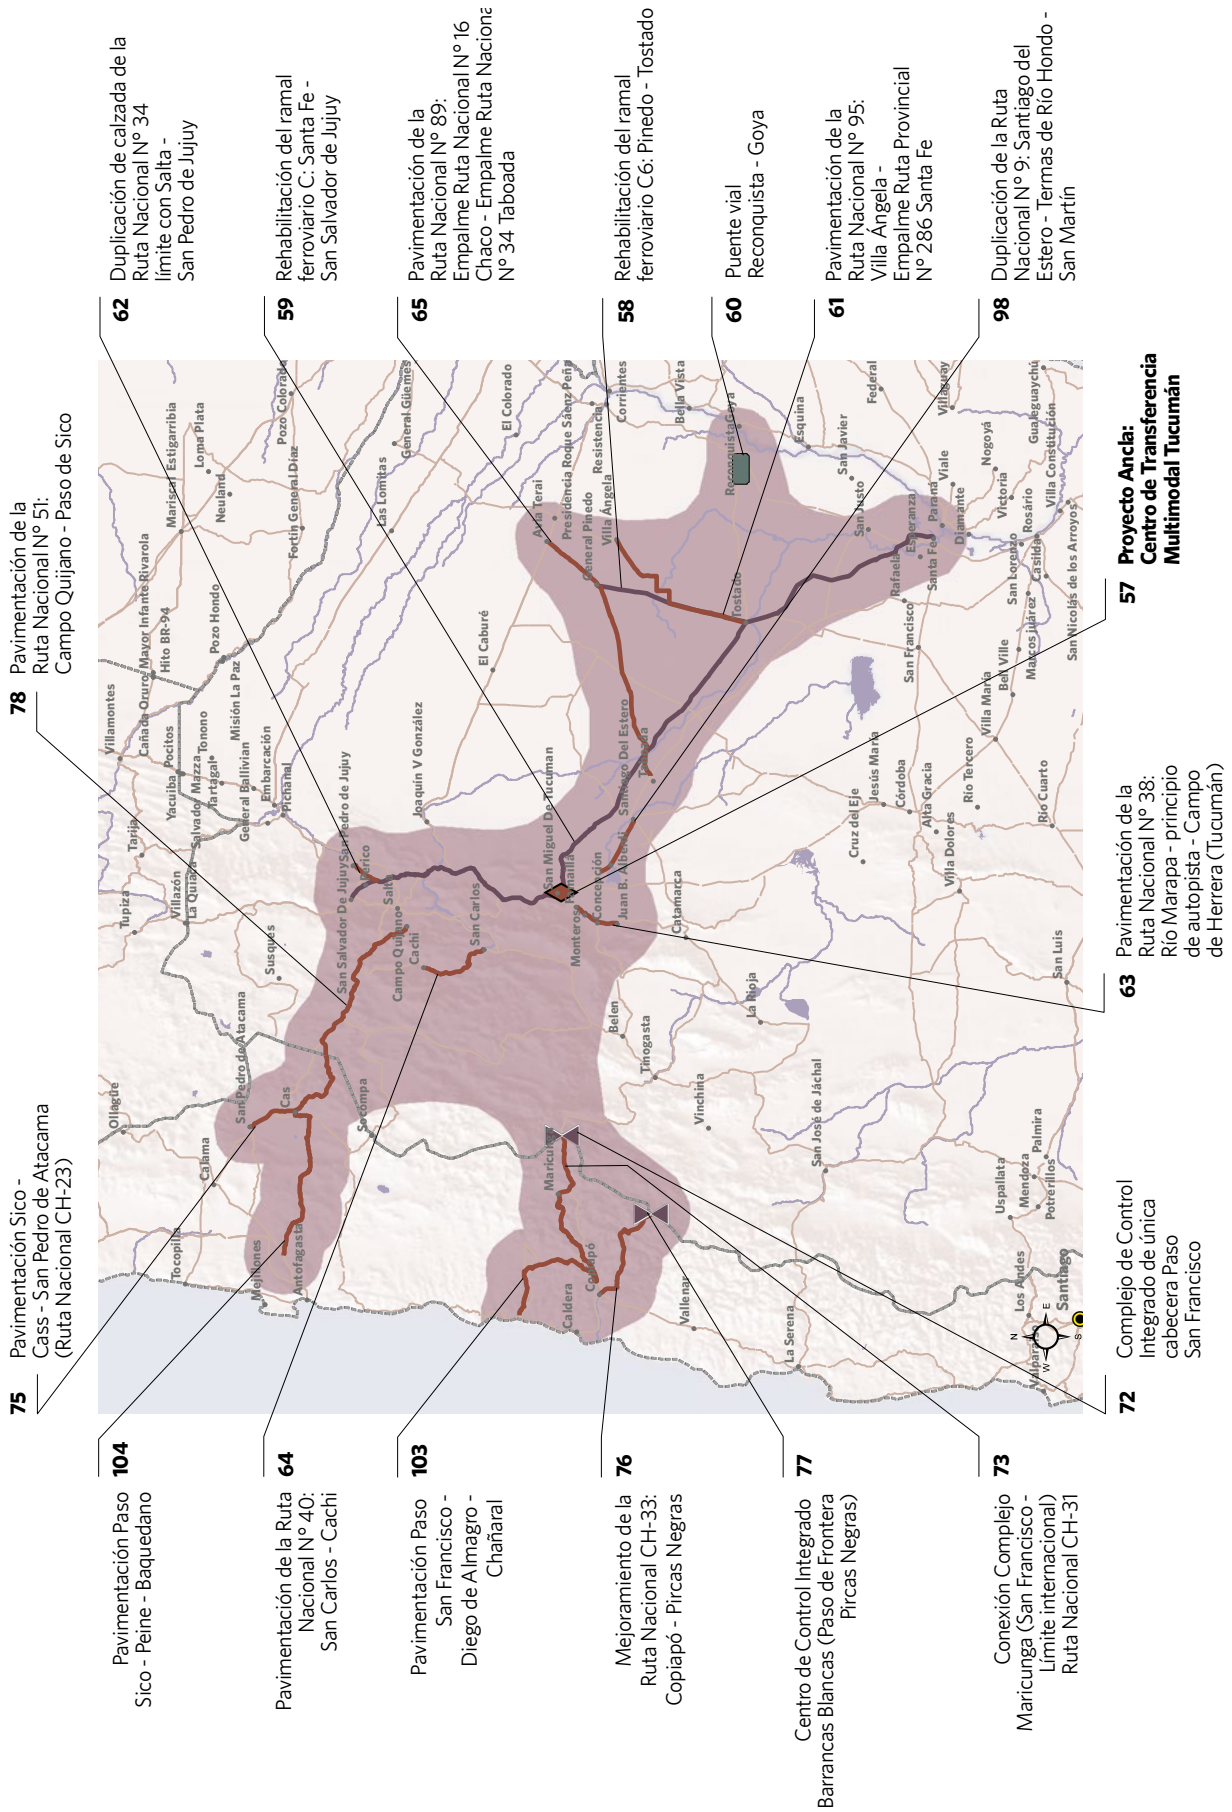 75
Pavimentación Sico -
Cass - San Pedro de Atacama
(Ruta Nacional CH-23)
78
Pavimentación de la
Ruta Nacional Nº 51:
Campo Quijano - Paso de Sico
104
Pavimentación Paso
Sico - Peine - Baquedano
64
Pavimentación de la Ruta
Nacional Nº 40:
San Carlos - Cachi
103
Pavimentación Paso
San Francisco -
Diego de Almagro -
Chañaral
76
Mejoramiento de la
Ruta Nacional CH-33:
Copiapó - Pircas Negras
77
Centro de Control Integrado
Barrancas Blancas (Paso de Frontera
Pircas Negras)
73
Conexión Complejo
Maricunga (San Francisco -
Límite internacional)
Ruta Nacional CH-31
62
Duplicación de calzada de la
Ruta Nacional Nº 34
límite con Salta -
San Pedro de Jujuy
59
Rehabilitación del ramal
ferroviario C: Santa Fe -
San Salvador de Jujuy
65
Pavimentación de la
Ruta Nacional Nº 89:
Empalme Ruta Nacional Nº 16
Chaco - Empalme Ruta Naciona
Nº 34 Taboada
58
Rehabilitación del ramal
ferroviario C6: Pinedo - Tostado
60
Puente vial
Reconquista - Goya
61
Pavimentación de la
Ruta Nacional Nº 95:
Villa Ángela -
Empalme Ruta Provincial
Nº 286 Santa Fe
98
Duplicación de la Ruta
Nacional Nº 9: Santiago del
Estero - Termas de Río Hondo -
San Martín
72
Complejo de Control
Integrado de única
cabecera Paso
San Francisco
63
Pavimentación de la
Ruta Nacional Nº 38:
Río Marapa - principio
de autopista - Campo
de Herrera (Tucumán)
57
Proyecto Ancla:
Centro de Transferencia
Multimodal Tucumán
Ollagüe
Tupiza
Tarija
Villamontes
Mariscal Estigarribia
Loma Plata
Neuland
Pozo Colorado
Tocopilla
Calama
Villazón
La Quiaca
Yacuiba
Pocitos
Salvador Mazza
Cañada Oruro
Mayor Infante Rivarola
Hito BR-94
Tonono
Tartagal
Misión La Paz
Pozo Hondo
General Ballivian
Embarcación
Pichanal
Fortín General Díaz
Mejillones
Antofagasta
San Pedro de Atacama
Cas
Susques
San Salvador De Jujuy
San Pedro de Jujuy
Perico
Socompa
Salta
Campo Quijano
Cachi
San Carlos
Joaquín V González
Las Lomitas
General Güemes
El Caburé
El Colorado
Avia Terai
Presidencia Roque Sáenz Peña
Resistencia
Corrientes
General Pinedo
Villa Ángela
Maricunga
San Miguel De Tucuman
Monteros
Concepción
Juan B. Alberdi
Caldera
Copiapó
Belen
Tinogasta
Catamarca
Santiago Del Estero
Taboada
Tostado
Reconquista
Goya
Bella Vista
Vallenar
Vinchina
La Rioja
La Serena
San José de Jáchal
Cruz del Eje
Jesús María
Córdoba
Alta Gracia
Villa Dolores
Río Tercero
Río Cuarto
San Francisco
Rafaela
San Justo
Esperanza
Santa Fe
Paraná
Diamante
Viale
Esquina
San Javier
Federal
Villaguay
Nogoyá
Victoria
Gualeguaychú
Villa Constitución
Rosário
San Lorenzo
Casilda
San Nicolás de los Arroyos
Marcos juárez
Bell Ville
Villa María
San Luis
Uspallata
Mendoza
Palmira
Potrerillos
Los Andes
Valparaíso
Santiago
N
E
S
W